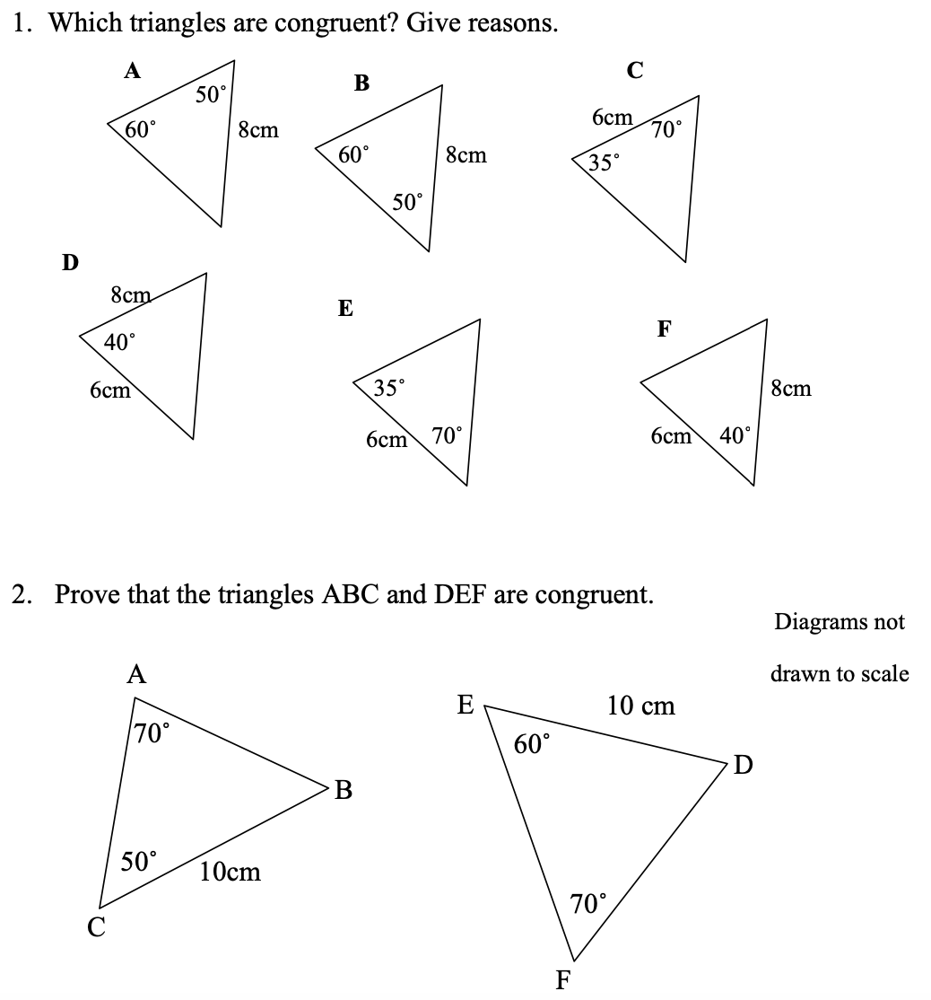 1. Which triangles are congruent? Give reasons.
A
50°
60°
8cm
B
60°
8cm
50°
C
6cm
70°
35°
D
8cm
40°
6cm
E
35°
6cm
70°
F
8cm
6cm
40°
2. Prove that the triangles ABC and DEF are congruent.
Diagrams not
drawn to scale
A
70°
B
50°
10cm
C
E
10 cm
60°
D
70°
F